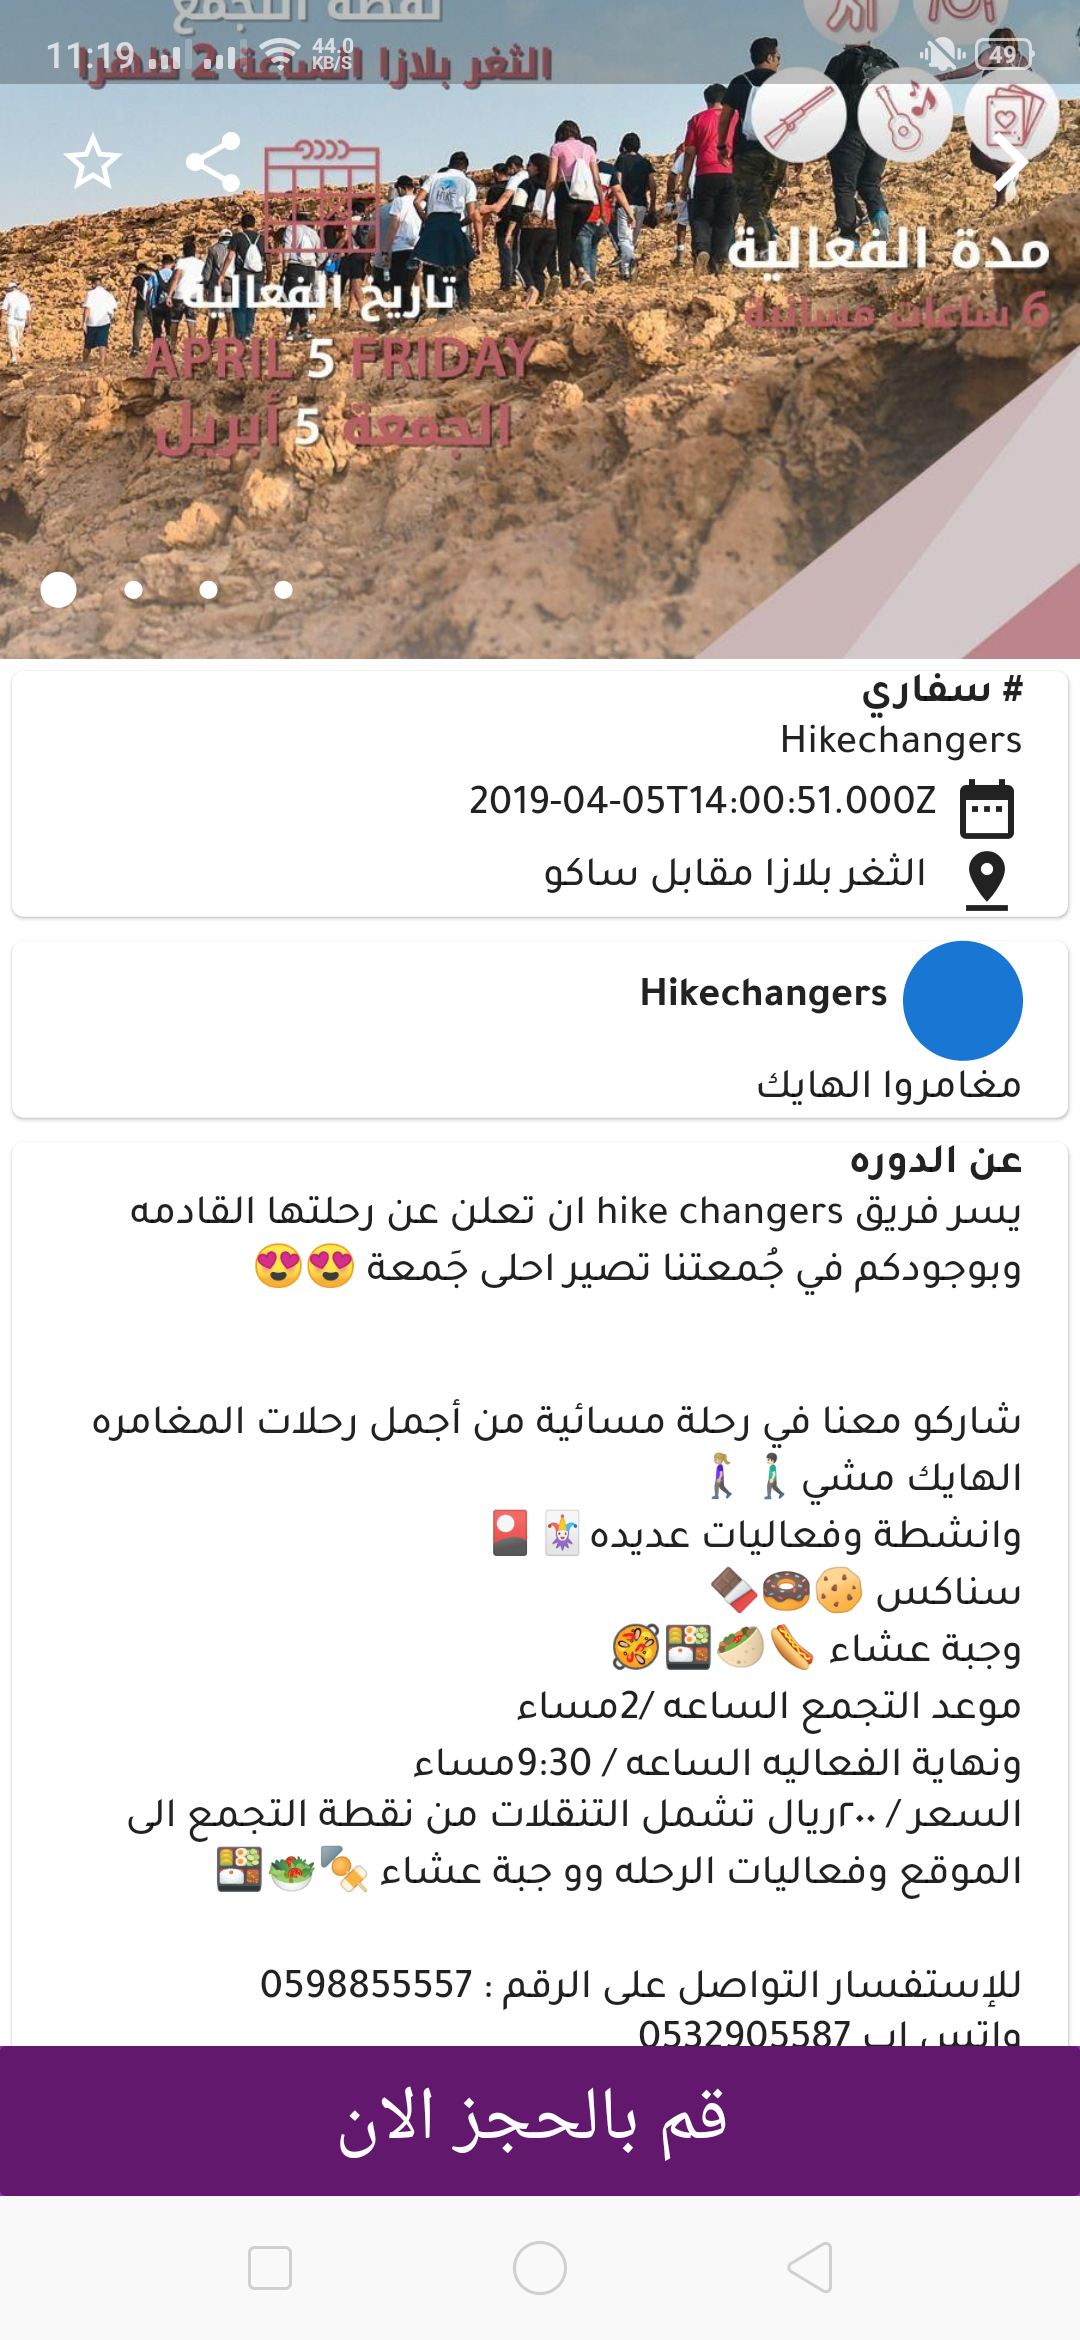 11:19
44.0
KB/S
49
نقطة التجمع
الثغر بلازا الساعة 2 ظهرا
HIKE
مدة الفعالية
6 ساعات مسائية
تاريخ الفعالية
APRIL 5 FRIDAY
الجمعة 5 أبريل
# سفاري
Hikechangers
2019-04-05T14:00:51.000Z
الثغر بلازا مقابل ساكو
Hikechangers
مغامروا الهايك
عن الدوره
يسر فريق hike changers ان تعلن عن رحلتها القادمه
وبوجودكم في جُمعتنا تصير احلى جَمعة 😍😍
شاركو معنا في رحلة مسائية من أجمل رحلات المغامره
الهايك مشي 🚶🏻‍♂️🚶🏼‍♀️
وانشطة وفعاليات عديده 🃏🎴
سناكس 🍪🍩🍫
وجبة عشاء 🌭🥙🍱🥘
موعد التجمع الساعه /2مساء
ونهاية الفعاليه الساعه / 9:30مساء
السعر / ٢٠٠ريال تشمل التنقلات من نقطة التجمع الى
الموقع وفعاليات الرحله وو جبة عشاء 🍢🥗🍱
للإستفسار التواصل على الرقم : 0598855557
واتس اب 0532905587
قم بالحجز الان